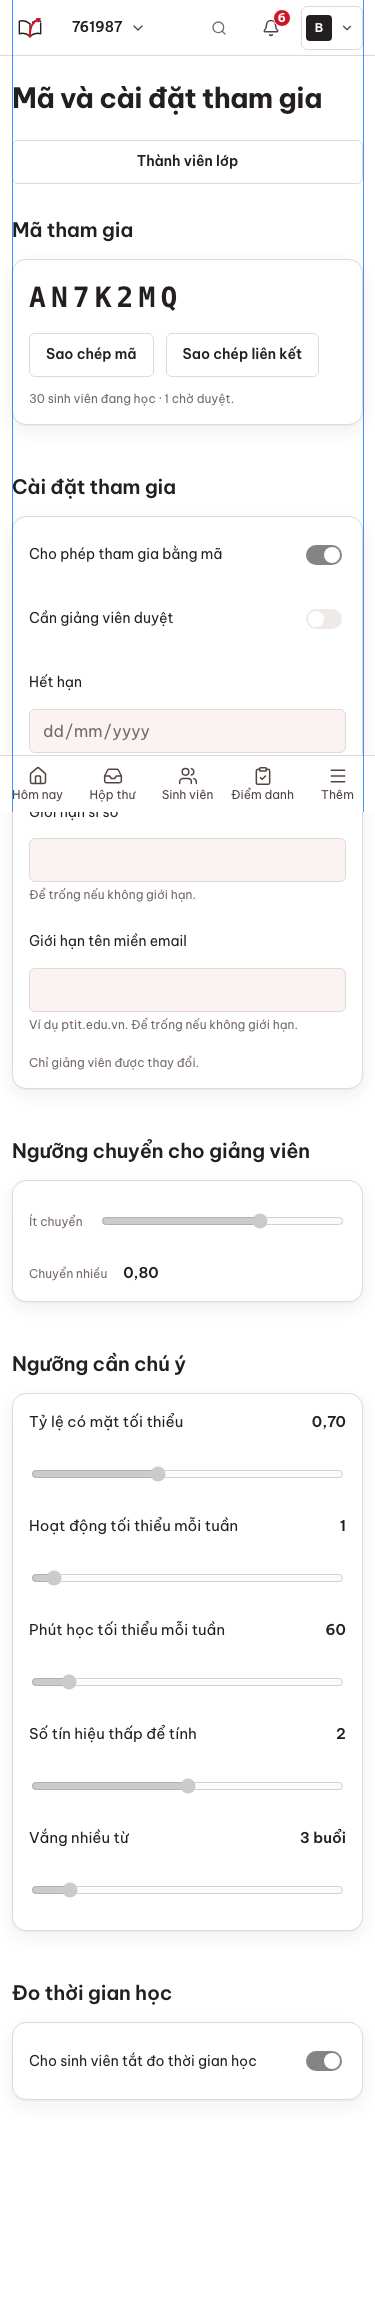 761987
6
B
Mã và cài đặt tham gia
Thành viên lớp
Mã tham gia
AN7K2MQ
Sao chép mã
Sao chép liên kết
30 sinh viên đang học · 1 chờ duyệt.
Cài đặt tham gia
Cho phép tham gia bằng mã
Cần giảng viên duyệt
Hết hạn
dd/mm/yyyy
Hôm nay
Hộp thư
Sinh viên
Điểm danh
Thêm
Giới hạn sĩ số
Để trống nếu không giới hạn.
Giới hạn tên miền email
Ví dụ ptit.edu.vn. Để trống nếu không giới hạn.
Chỉ giảng viên được thay đổi.
Ngưỡng chuyển cho giảng viên
Ít chuyển
Chuyển nhiều 0,80
Ngưỡng cần chú ý
Tỷ lệ có mặt tối thiểu 0,70
Hoạt động tối thiểu mỗi tuần 1
Phút học tối thiểu mỗi tuần 60
Số tín hiệu thấp để tính 2
Vắng nhiều từ 3 buổi
Đo thời gian học
Cho sinh viên tắt đo thời gian học